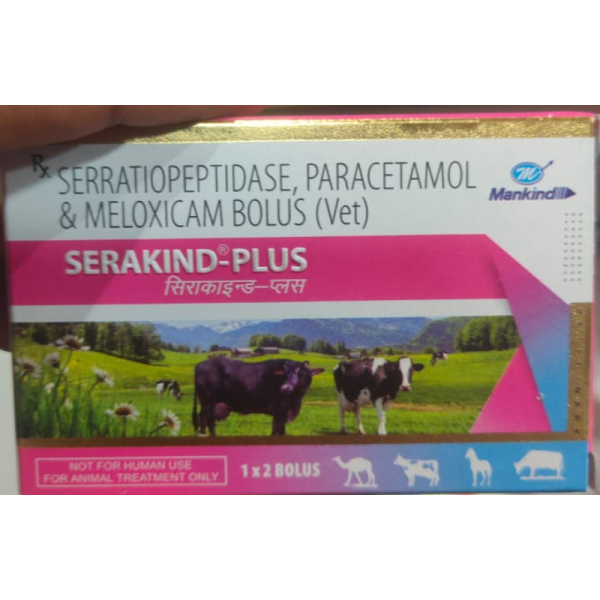 Rx SERRATIOPEPTIDASE, PARACETAMOL
& MELOXICAM BOLUS (Vet)
Mankind
SERAKIND®-PLUS
सिराकाइन्ड–प्लस
NOT FOR HUMAN USE
FOR ANIMAL TREATMENT ONLY
1 x 2 BOLUS